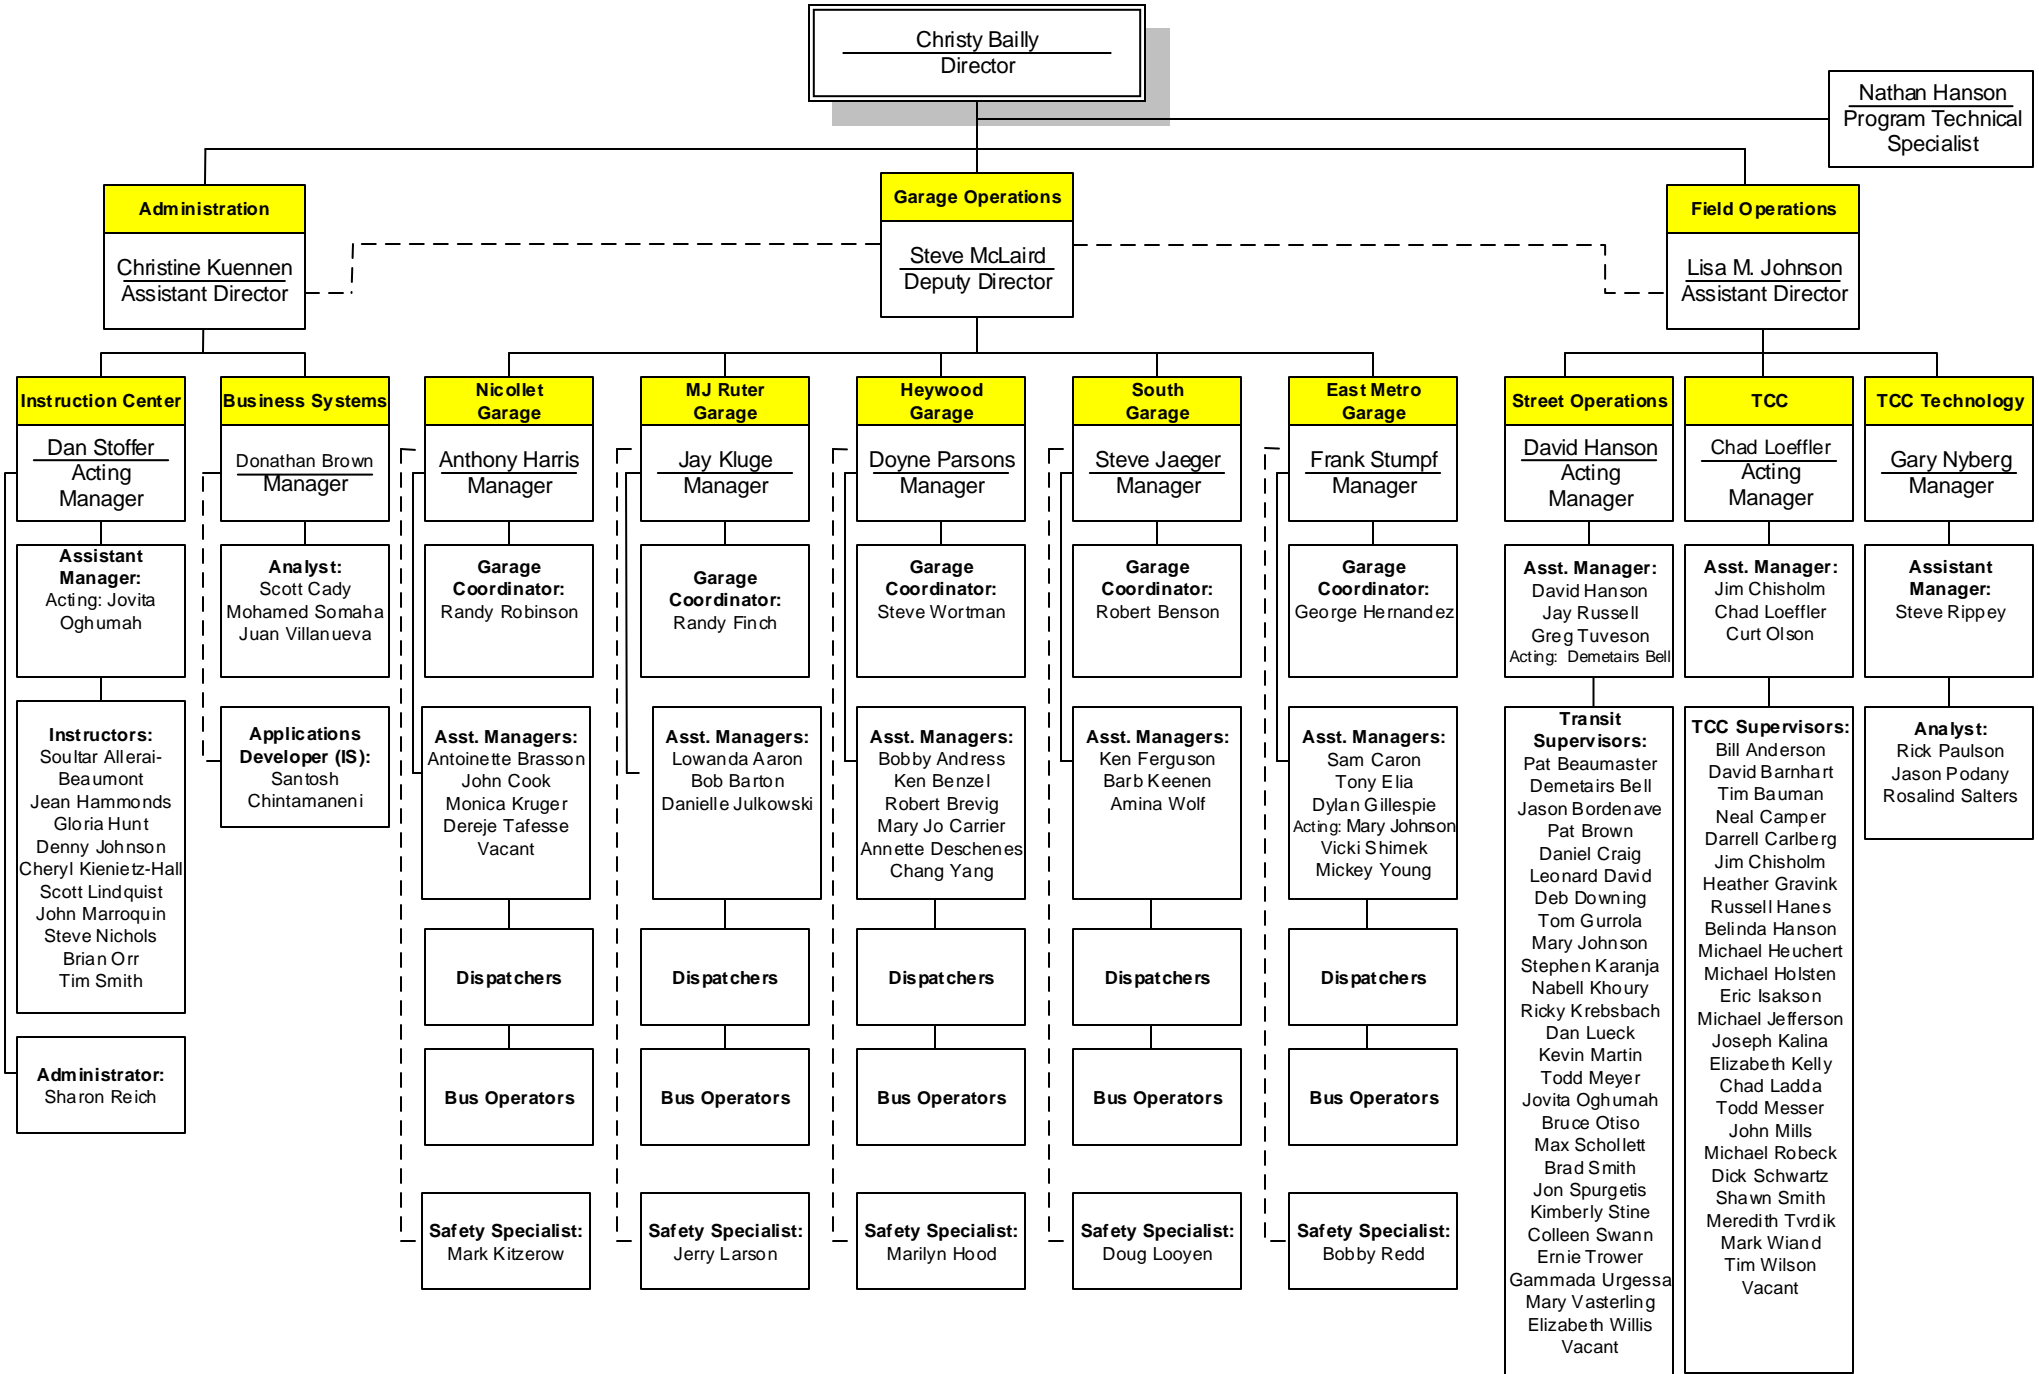 Christy Bailly
Director
Nathan Hanson
Program Technical
Specialist
Administration
Christine Kuennen
Assistant Director
Garage Operations
Steve McLaird
Deputy Director
Field Operations
Lisa M. Johnson
Assistant Director
Instruction Center
Dan Stoffer
Acting
Manager
Assistant
Manager:
Acting: Jovita
Oghumah
Instructors:
Soultar Allerai-
Beaumont
Jean Hammonds
Gloria Hunt
Denny Johnson
Cheryl Kienietz-Hall
Scott Lindquist
John Marroquin
Steve Nichols
Brian Orr
Tim Smith
Administrator:
Sharon Reich
Business Systems
Donathan Brown
Manager
Analyst:
Scott Cady
Mohamed Somaha
Juan Villanueva
Applications
Developer (IS):
Santosh
Chintamaneni
Nicollet
Garage
Anthony Harris
Manager
Garage
Coordinator:
Randy Robinson
Asst. Managers:
Antoinette Brasson
John Cook
Monica Kruger
Dereje Tafesse
Vacant
Dispatchers
Bus Operators
Safety Specialist:
Mark Kitzerow
MJ Ruter
Garage
Jay Kluge
Manager
Garage
Coordinator:
Randy Finch
Asst. Managers:
Lowanda Aaron
Bob Barton
Danielle Julkowski
Dispatchers
Bus Operators
Safety Specialist:
Jerry Larson
Heywood
Garage
Doyne Parsons
Manager
Garage
Coordinator:
Steve Wortman
Asst. Managers:
Bobby Andress
Ken Benzel
Robert Brevig
Mary Jo Carrier
Annette Deschenes
Chang Yang
Dispatchers
Bus Operators
Safety Specialist:
Marilyn Hood
South
Garage
Steve Jaeger
Manager
Garage
Coordinator:
Robert Benson
Asst. Managers:
Ken Ferguson
Barb Keenen
Amina Wolf
Dispatchers
Bus Operators
Safety Specialist:
Doug Looyen
East Metro
Garage
Frank Stumpf
Manager
Garage
Coordinator:
George Hernandez
Asst. Managers:
Sam Caron
Tony Elia
Dylan Gillespie
Acting: Mary Johnson
Vicki Shimek
Mickey Young
Dispatchers
Bus Operators
Safety Specialist:
Bobby Redd
Street Operations
David Hanson
Acting
Manager
Asst. Manager:
David Hanson
Jay Russell
Greg Tuveson
Acting: Demetairs Bell
Transit
Supervisors:
Pat Beaumaster
Demetairs Bell
Jason Bordenave
Pat Brown
Daniel Craig
Leonard David
Deb Downing
Tom Gurrola
Mary Johnson
Stephen Karanja
Nabell Khoury
Ricky Krebsbach
Dan Lueck
Kevin Martin
Todd Meyer
Jovita Oghumah
Bruce Otiso
Max Schollett
Brad Smith
Jon Spurgetis
Kimberly Stine
Colleen Swann
Ernie Trower
Gammada Urgessa
Mary Vasterling
Elizabeth Willis
Vacant
TCC
Chad Loeffler
Acting
Manager
Asst. Manager:
Jim Chisholm
Chad Loeffler
Curt Olson
TCC Supervisors:
Bill Anderson
David Barnhart
Tim Bauman
Neal Camper
Darrell Carlberg
Jim Chisholm
Heather Gravink
Russell Hanes
Belinda Hanson
Michael Heuchert
Michael Holsten
Eric Isakson
Michael Jefferson
Joseph Kalina
Elizabeth Kelly
Chad Ladda
Todd Messer
John Mills
Michael Robeck
Dick Schwartz
Shawn Smith
Meredith Tvrdik
Mark Wiand
Tim Wilson
Vacant
TCC Technology
Gary Nyberg
Manager
Assistant
Manager:
Steve Rippey
Analyst:
Rick Paulson
Jason Podany
Rosalind Salters